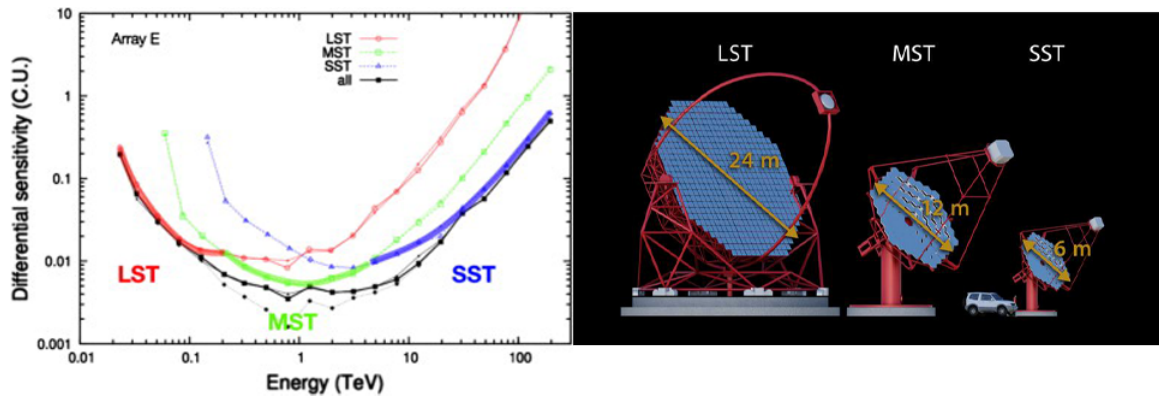 Array E
LST
MST
SST
all
Differential sensitivity (C.U.)
10
1
0.1
0.01
0.001
LST
MST
SST
0.01
0.1
1
10
100
Energy (TeV)
LST
MST
SST
24 m
12 m
6 m